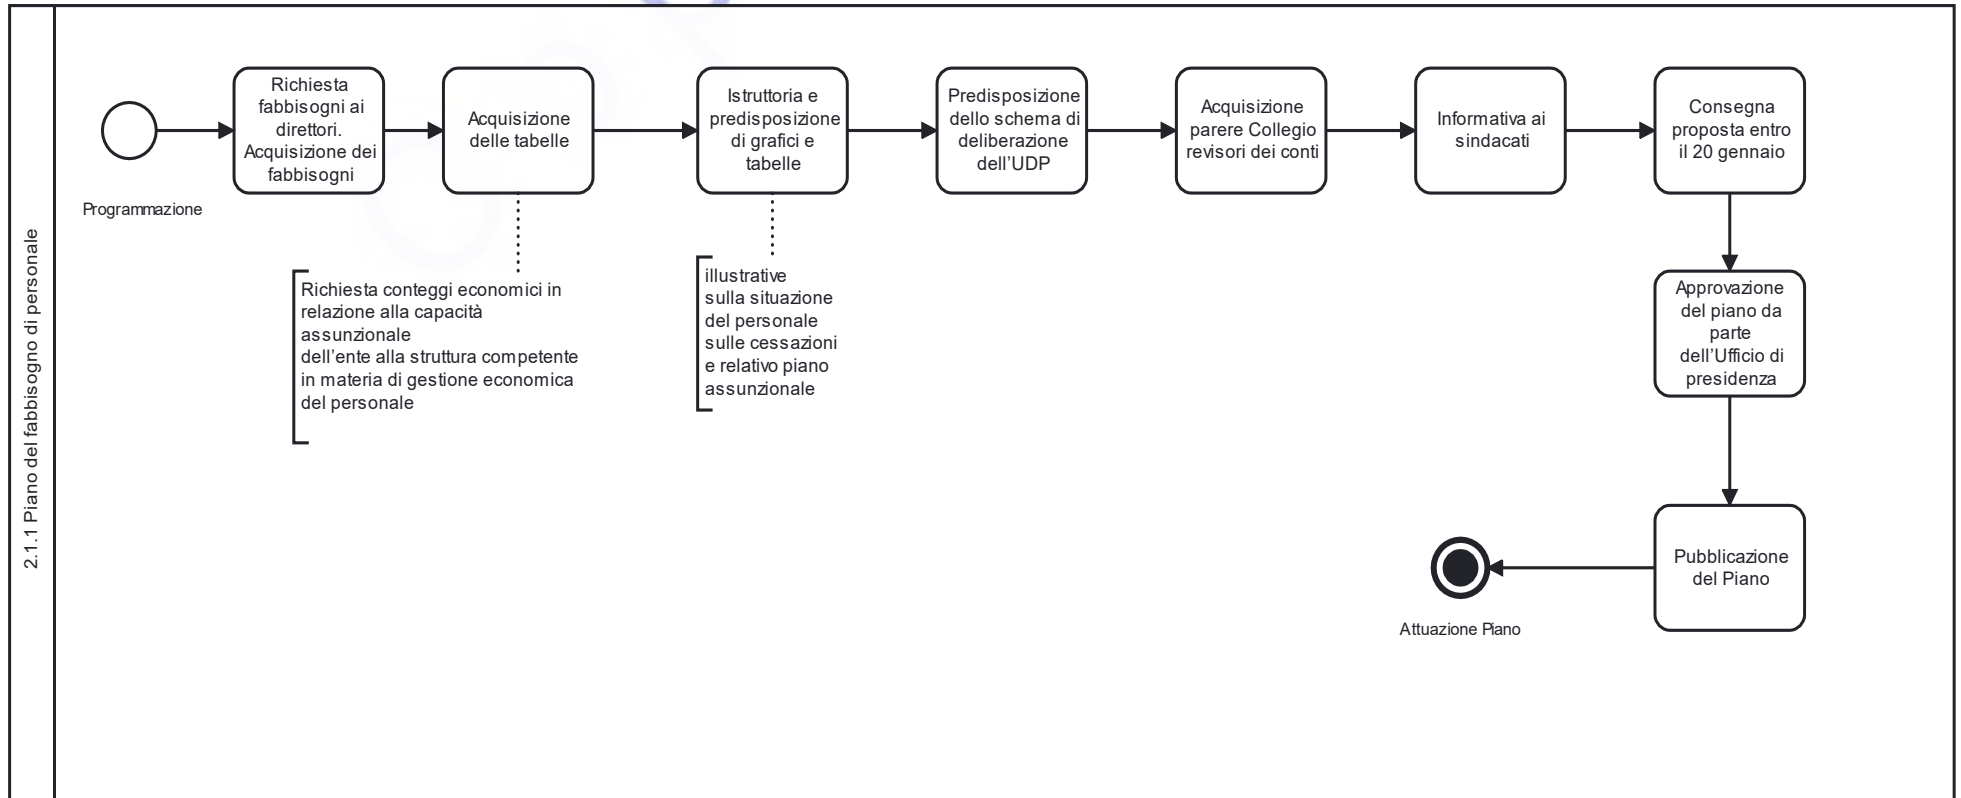 2.1.1 Piano del fabbisogno di personale
Programmazione
Richiesta
fabbisogni ai
direttori.
Acquisizione dei
fabbisogni
Acquisizione
delle tabelle
Istruttoria e
predisposizione
di grafici e
tabelle
Predisposizione
dello schema di
deliberazione
dell'UDP
Acquisizione
parere Collegio
revisori dei conti
Informativa ai
sindacati
Consegna
proposta entro
il 20 gennaio
Richiesta conteggi economici in
relazione alla capacità
assunzionale
dell'ente alla struttura competente
in materia di gestione economica
del personale
illustrative
sulla situazione
del personale
sulle cessazioni
e relativo piano
assunzionale
Approvazione
del piano da
parte
dell'Ufficio di
presidenza
Pubblicazione
del Piano
Attuazione Piano